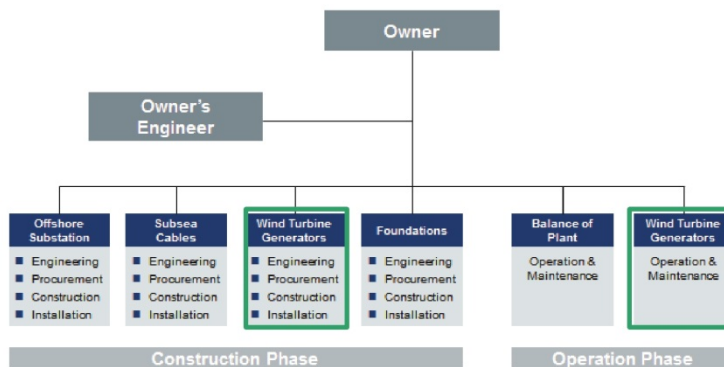 Owner
Owner's
Engineer
Offshore
Substation
Engineering
Procurement
Construction
Installation
Subsea
Cables
Engineering
Procurement
Construction
Installation
Wind Turbine
Generators
Engineering
Procurement
Construction
Installation
Foundations
Engineering
Procurement
Construction
Installation
Balance of
Plant
Operation &
Maintenance
Wind Turbine
Generators
Operation &
Maintenance
Construction Phase
Operation Phase